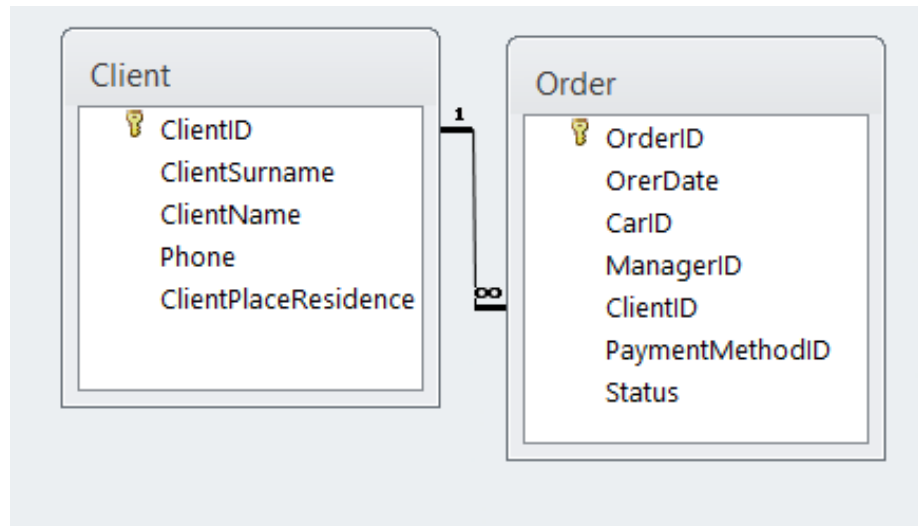 Client
ClientID
ClientSurname
ClientName
Phone
ClientPlaceResidence
1
∞
Order
OrderID
OrerDate
CarID
ManagerID
ClientID
PaymentMethodID
Status